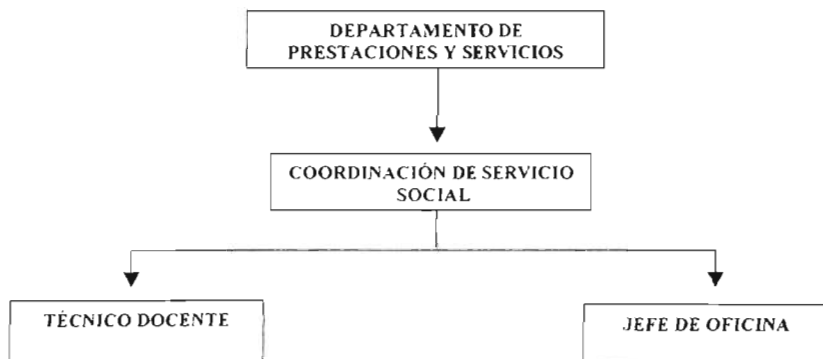 DEPARTAMENTO DE
PRESTACIONES Y SERVICIOS
COORDINACIÓN DE SERVICIO
SOCIAL
TÉCNICO DOCENTE
JEFE DE OFICINA